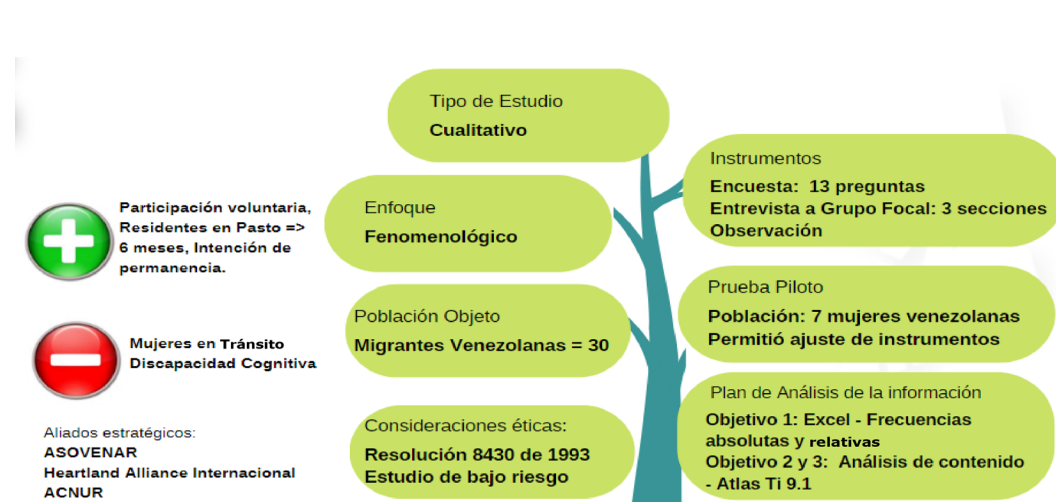 Tipo de Estudio
Cualitativo
Enfoque
Fenomenológico
Población Objeto
Migrantes Venezolanas = 30
Consideraciones éticas:
Resolución 8430 de 1993
Estudio de bajo riesgo
Instrumentos
Encuesta: 13 preguntas
Entrevista a Grupo Focal: 3 secciones
Observación
Prueba Piloto
Población: 7 mujeres venezolanas
Permitió ajuste de instrumentos
Plan de Análisis de la información
Objetivo 1: Excel - Frecuencias
absolutas y relativas
Objetivo 2 y 3: Análisis de contenido
- Atlas Ti 9.1
Participación voluntaria,
Residentes en Pasto =>
6 meses, Intención de
permanencia.
Mujeres en Tránsito
Discapacidad Cognitiva
Aliados estratégicos:
ASOVENAR
Heartland Alliance Internacional
ACNUR